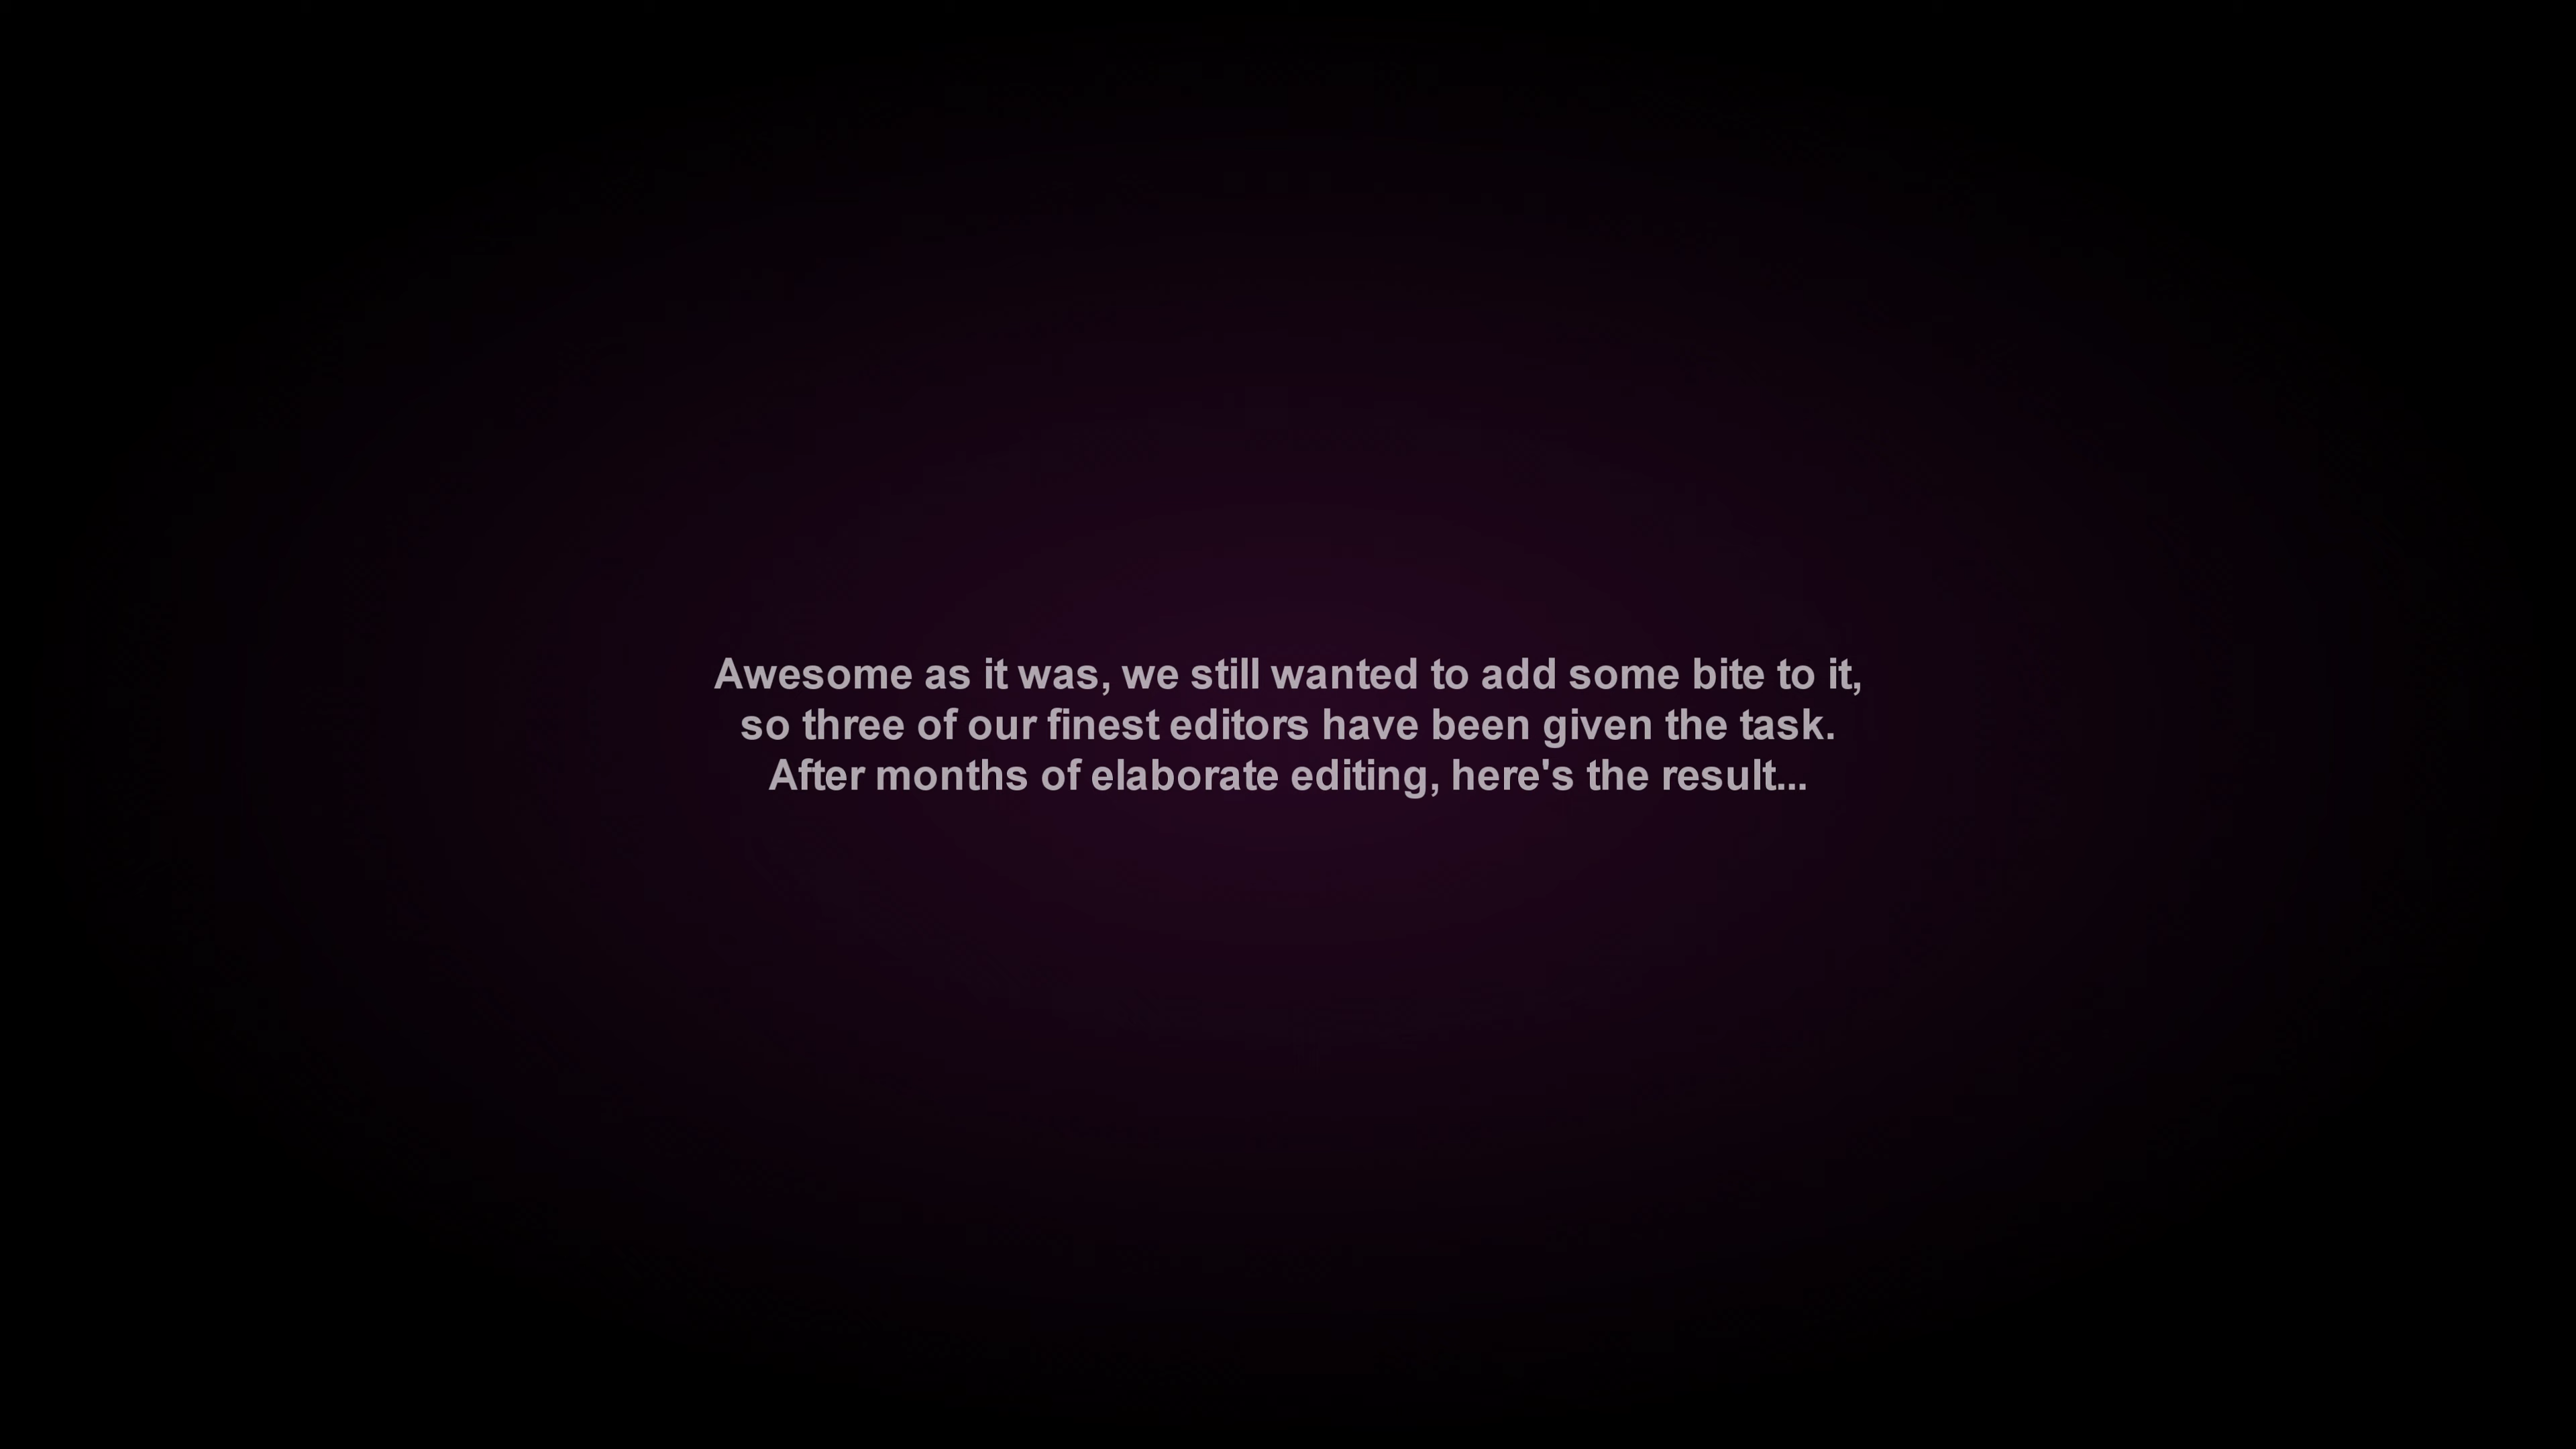 Awesome as it was, we still wanted to add some bite to it,
so three of our finest editors have been given the task.
After months of elaborate editing, here's the result...